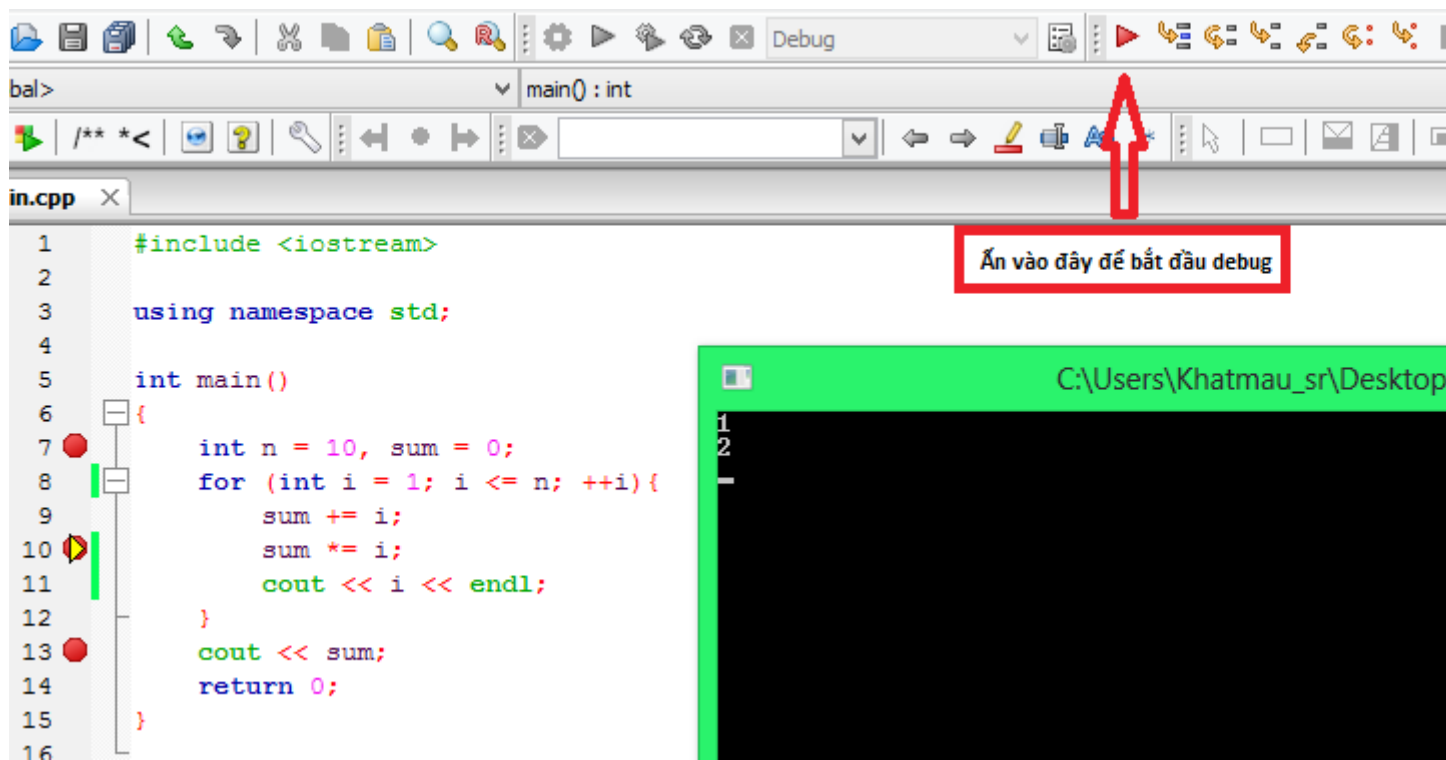 Debug
bal>
main() : int
/** *<
in.cpp
Ấn vào đây để bắt đầu debug
1 #include <iostream>
2
3 using namespace std;
4
5 int main()
6 {
7 int n = 10, sum = 0;
8 for (int i = 1; i <= n; ++i){
9 sum += i;
10 sum *= i;
11 cout << i << endl;
12 }
13 cout << sum;
14 return 0;
15 }
16
C:\Users\Khatmau_sr\Desktop
1
2